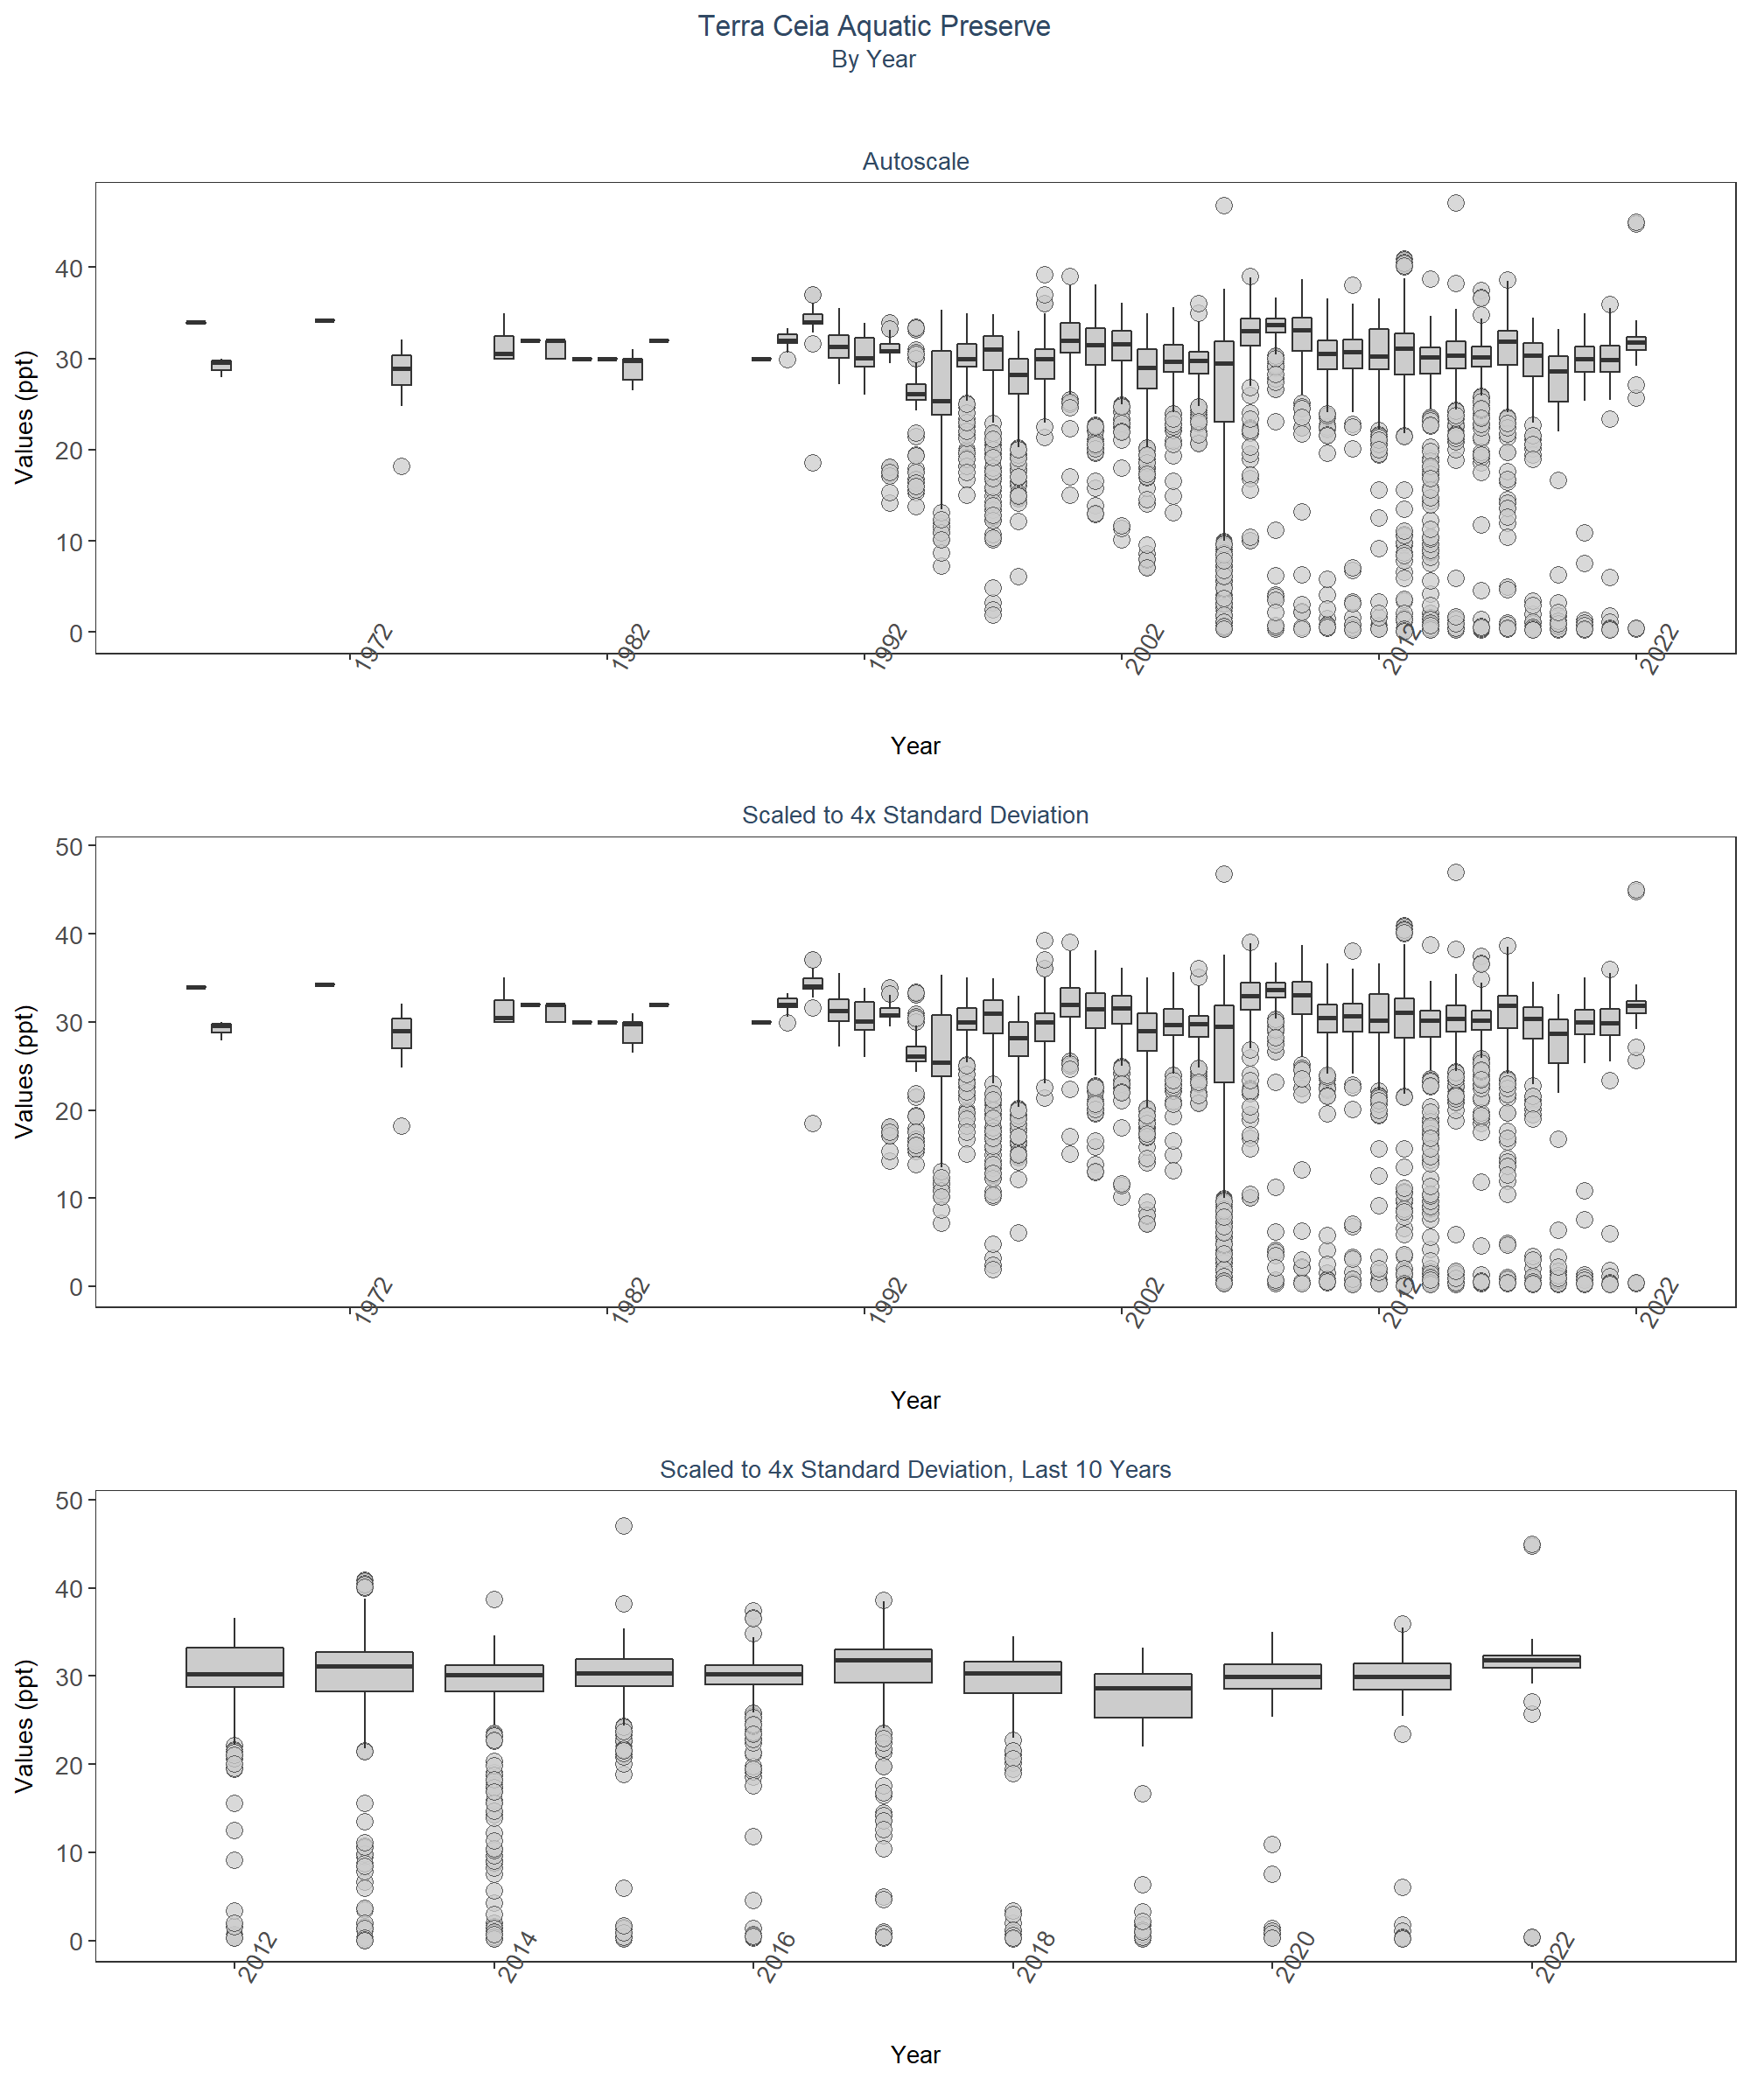 Terra Ceia Aquatic Preserve
By Year
Autoscale
Values (ppt)
40
30
20
10
0
1972 1982 1992 2002 2012 2022
Year
Scaled to 4x Standard Deviation
Values (ppt)
50
40
30
20
10
0
1972 1982 1992 2002 2012 2022
Year
Scaled to 4x Standard Deviation, Last 10 Years
Values (ppt)
50
40
30
20
10
0
2012 2014 2016 2018 2020 2022
Year